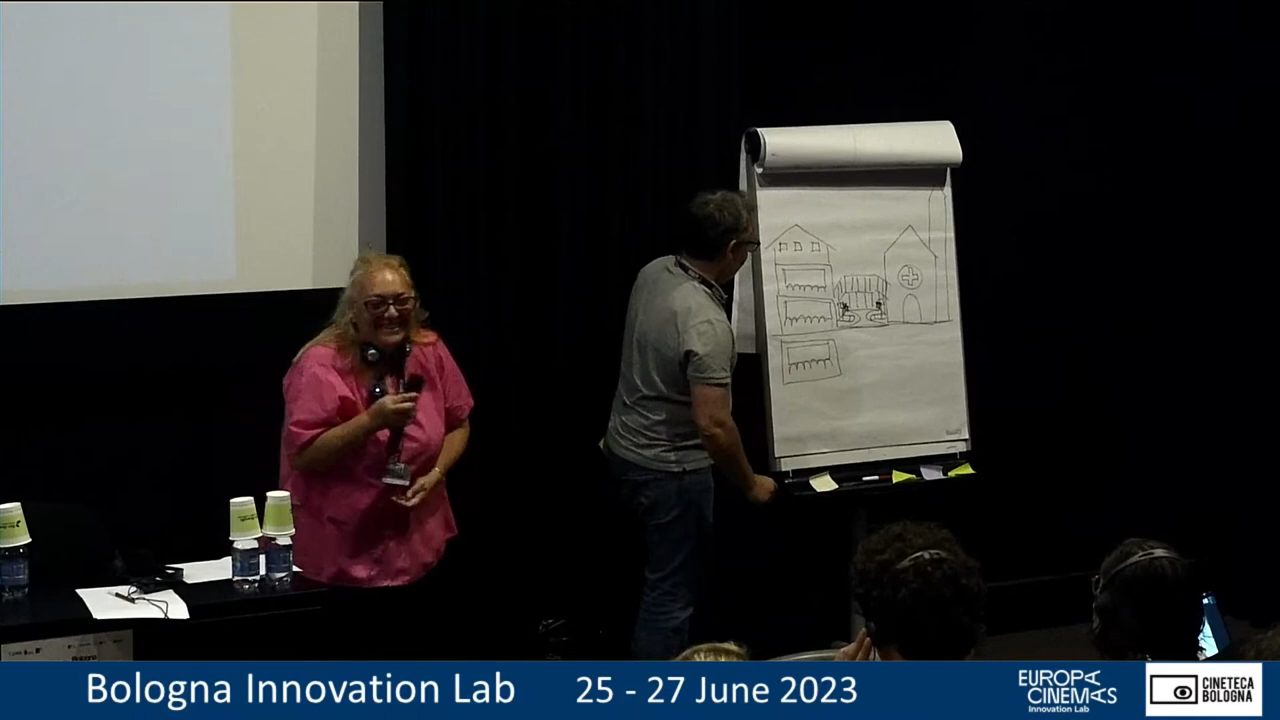 Bologna Innovation Lab
25 - 27 June 2023
EUROPA
CINEMAS
Innovation Lab
CINETECA
BOLOGNA